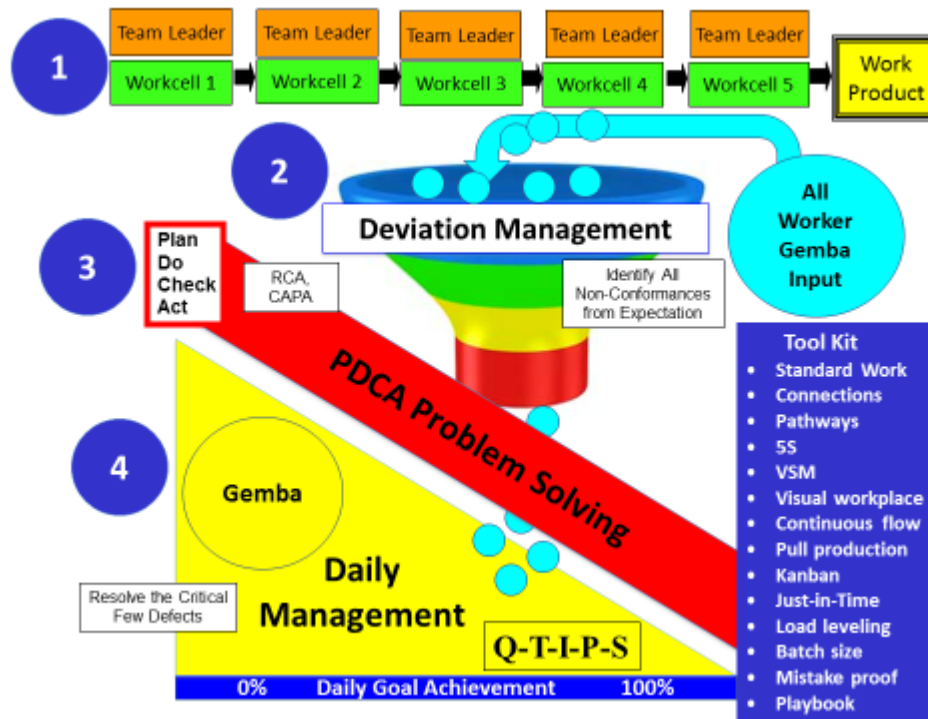 Team Leader
Team Leader
Team Leader
Team Leader
Team Leader
1
Workcell 1
Workcell 2
Workcell 3
Workcell 4
Workcell 5
Work
Product
2
Deviation Management
All
Worker
Gemba
Input
Identify All
Non-Conformances
from Expectation
3
Plan
Do
Check
Act
RCA,
CAPA
PDCA Problem Solving
4
Gemba
Daily
Management
Resolve the Critical
Few Defects
Q-T-I-P-S
0% Daily Goal Achievement 100%
Tool Kit
• Standard Work
• Connections
• Pathways
• 5S
• VSM
• Visual workplace
• Continuous flow
• Pull production
• Kanban
• Just-in-Time
• Load leveling
• Batch size
• Mistake proof
• Playbook